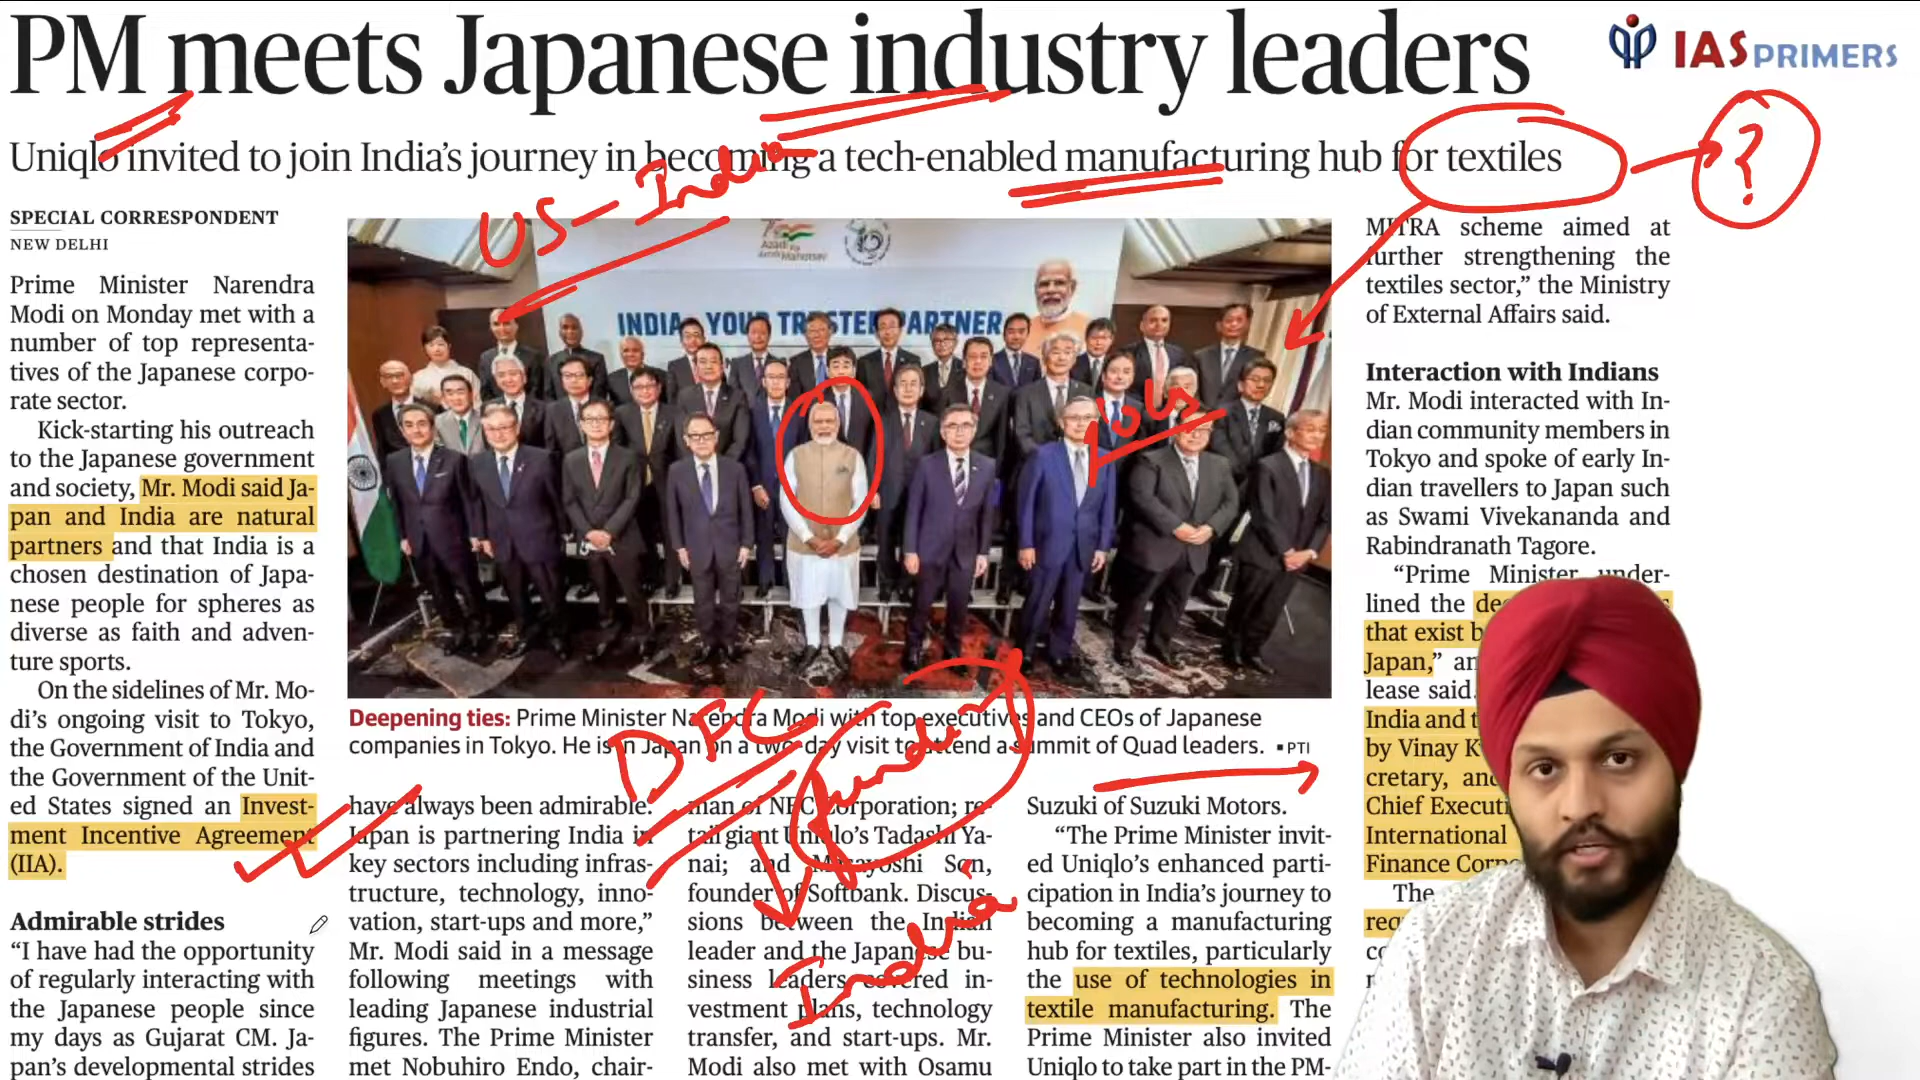 PM meets Japanese industry leaders
IAS PRIMERS
Uniqlo invited to join India's journey in becoming a tech-enabled manufacturing hub for textiles
?
US-India
SPECIAL CORRESPONDENT
NEW DELHI
Prime Minister Narendra
Modi on Monday met with a
number of top representa-
tives of the Japanese corpo-
rate sector.
Kick-starting his outreach
to the Japanese government
and society, Mr. Modi said Ja-
pan and India are natural
partners and that India is a
chosen destination of Japa-
nese people for spheres as
diverse as faith and adven-
ture sports.
On the sidelines of Mr. Mo-
di's ongoing visit to Tokyo,
the Government of India and
the Government of the Unit-
ed States signed an Invest-
ment Incentive Agreement
(IIA).
Admirable strides
"I have had the opportunity
of regularly interacting with
the Japanese people since
my days as Gujarat CM. Ja-
pan's developmental strides
Azadi
Amrit Mahotsav
INDIA YOUR TRUSTED PARTNER
jobs
Deepening ties: Prime Minister Narendra Modi with top executives and CEOs of Japanese
companies in Tokyo. He is in Japan on a two-day visit to attend a summit of Quad leaders. ▪PTI
DFC
funding
India
have always been admirable.
Japan is partnering India in
key sectors including infras-
tructure, technology, inno-
vation, start-ups and more,"
Mr. Modi said in a message
following meetings with
leading Japanese industrial
figures. The Prime Minister
met Nobuhiro Endo, chair-
man of NEC Corporation; re-
tail giant Uniqlo's Tadashi Ya-
nai; and Masayoshi Son,
founder of Softbank. Discus-
sions between the Indian
leader and the Japanese bu-
siness leaders covered in-
vestment plans, technology
transfer, and start-ups. Mr.
Modi also met with Osamu
Suzuki of Suzuki Motors.
"The Prime Minister invit-
ed Uniqlo's enhanced parti-
cipation in India's journey to
becoming a manufacturing
hub for textiles, particularly
the use of technologies in
textile manufacturing. The
Prime Minister also invited
Uniqlo to take part in the PM-
MITRA scheme aimed at
further strengthening the
textiles sector," the Ministry
of External Affairs said.
Interaction with Indians
Mr. Modi interacted with In-
dian community members in
Tokyo and spoke of early In-
dian travellers to Japan such
as Swami Vivekananda and
Rabindranath Tagore.
"Prime Minister under-
lined the
that exist
Japan," an
lease said.
India and
by Vinay
cretary, and
Chief Executi
International
Finance Corp
The